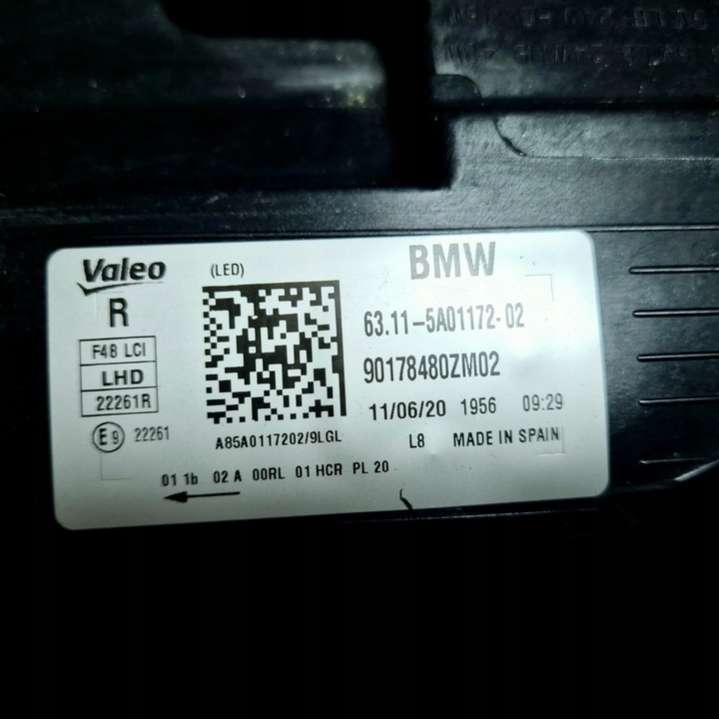 Valeo (LED) BMW
R
63.11-5A01172-02
F48 LCI
LHD
90178480ZM02
22261R
11/06/20 1956 09:29
E9 22261
A85A0117202/9LGL
L8 MADE IN SPAIN
01 1b 02 A 00RL 01 HCR PL 20